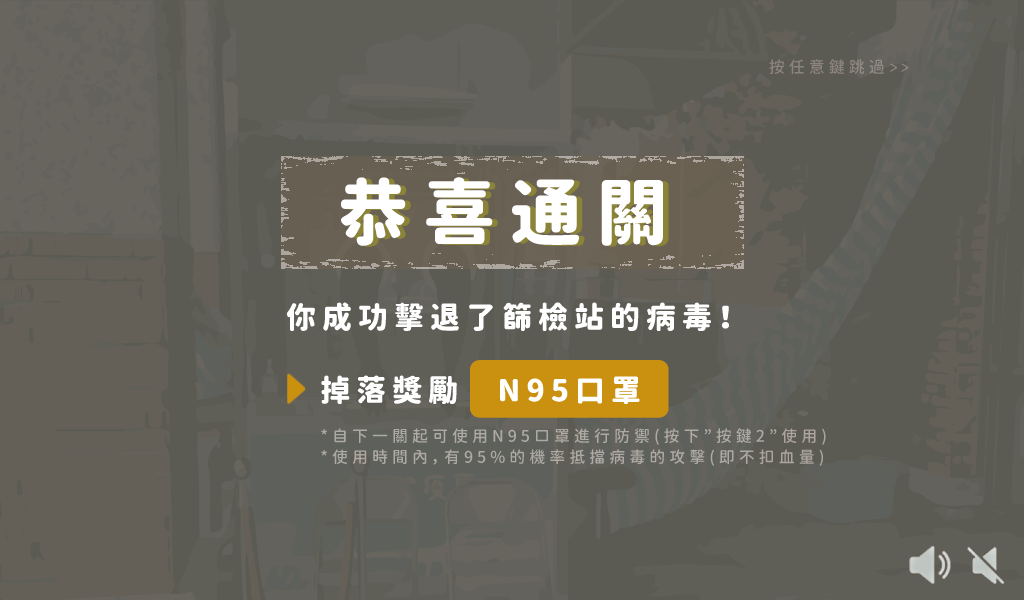 按任意鍵跳過>>
恭喜通關
你成功擊退了篩檢站的病毒!
掉落獎勵 N95口罩
*自下一關起可使用N95口罩進行防禦(按下”按鍵2”使用)
*使用時間內,有95%的機率抵擋病毒的攻擊(即不扣血量)